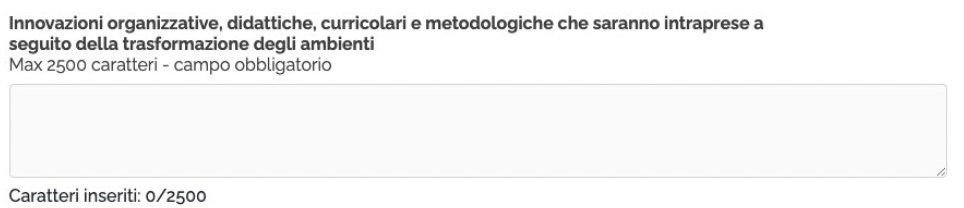 Innovazioni organizzative, didattiche, curricolari e metodologiche che saranno intraprese a
seguito della trasformazione degli ambienti
Max 2500 caratteri - campo obbligatorio
Caratteri inseriti: 0/2500